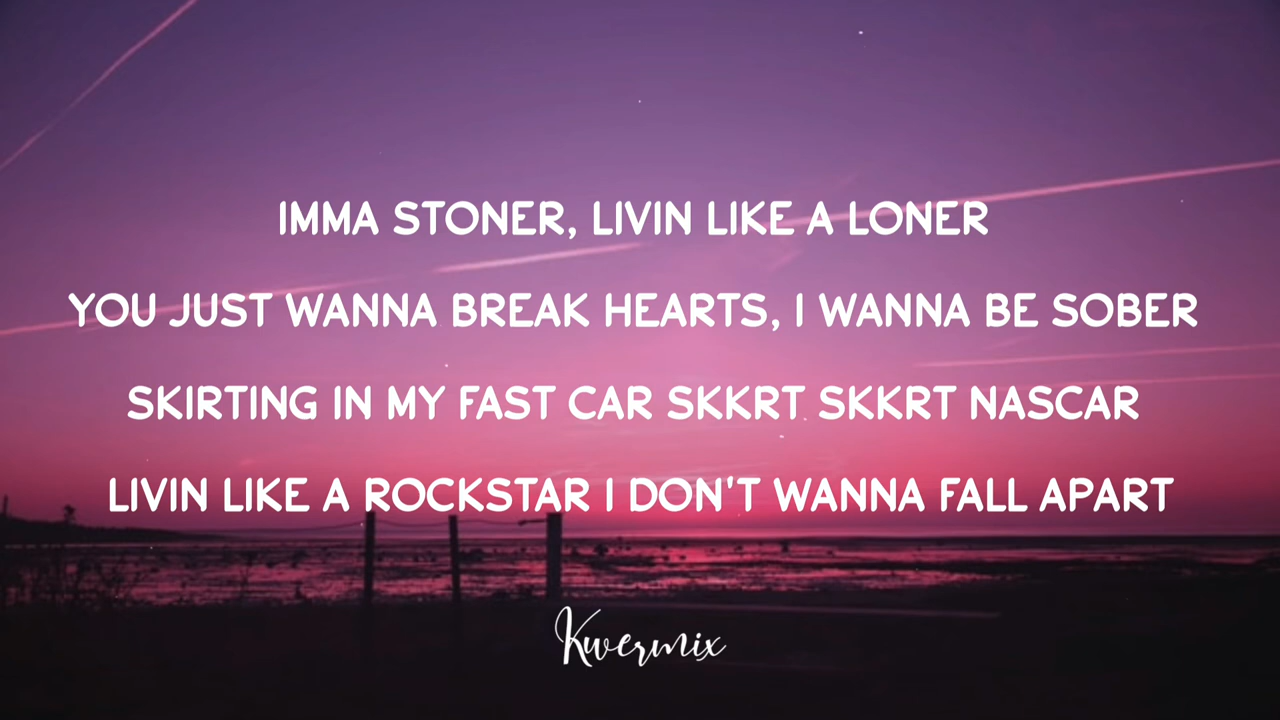 IMMA STONER, LIVIN LIKE A LONER
YOU JUST WANNA BREAK HEARTS, I WANNA BE SOBER
SKIRTING IN MY FAST CAR SKKRT SKKRT NASCAR
LIVIN LIKE A ROCKSTAR I DON'T WANNA FALL APART
Kwermix